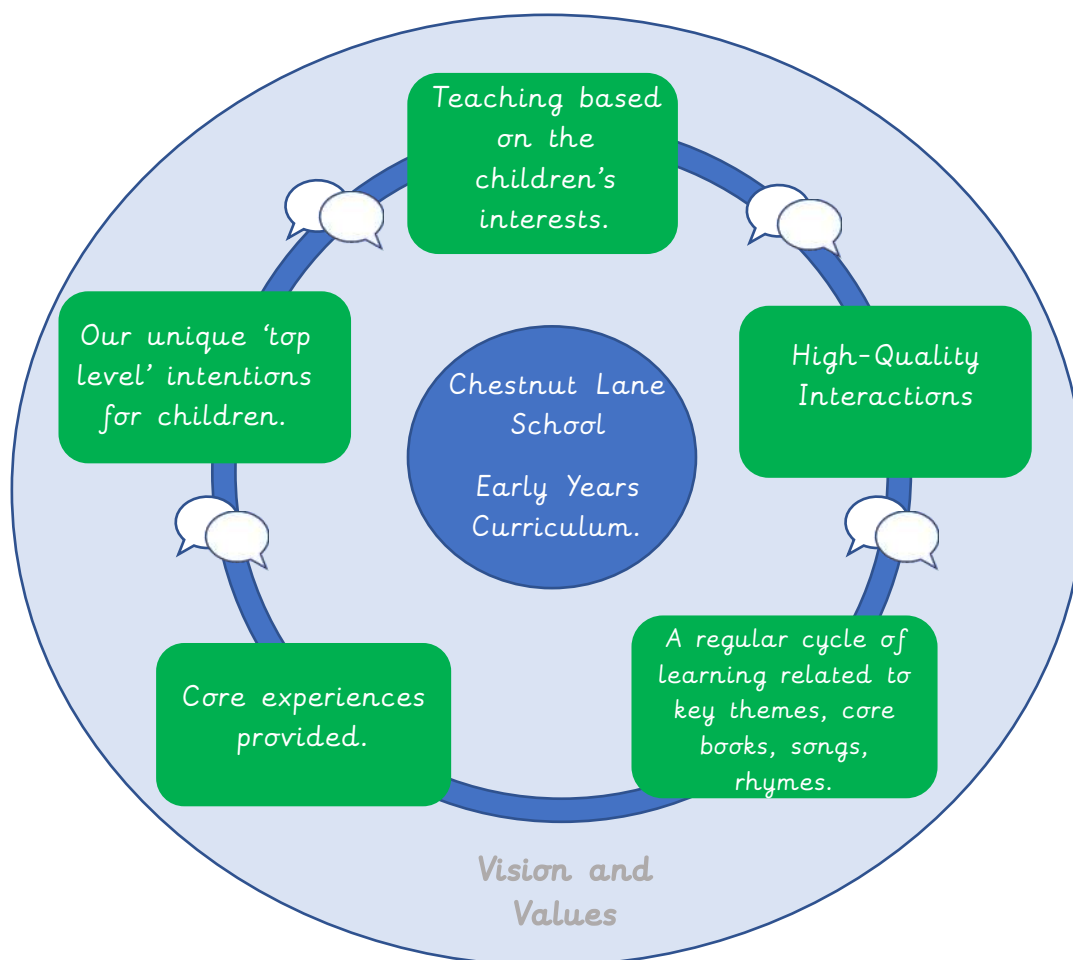 Teaching based
on the
children’s
interests.
Our unique ‘top
level’ intentions
for children.
High-Quality
Interactions
Chestnut Lane
School
Early Years
Curriculum.
Core experiences
provided.
A regular cycle of
learning related to
key themes, core
books, songs,
rhymes.
Vision and
Values